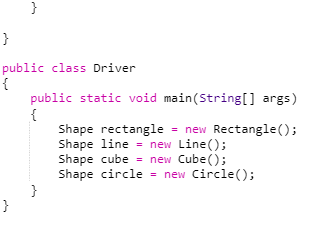 }

}

public class Driver
{
    public static void main(String[] args)
    {
        Shape rectangle = new Rectangle();
        Shape line = new Line();
        Shape cube = new Cube();
        Shape circle = new Circle();
    }
}